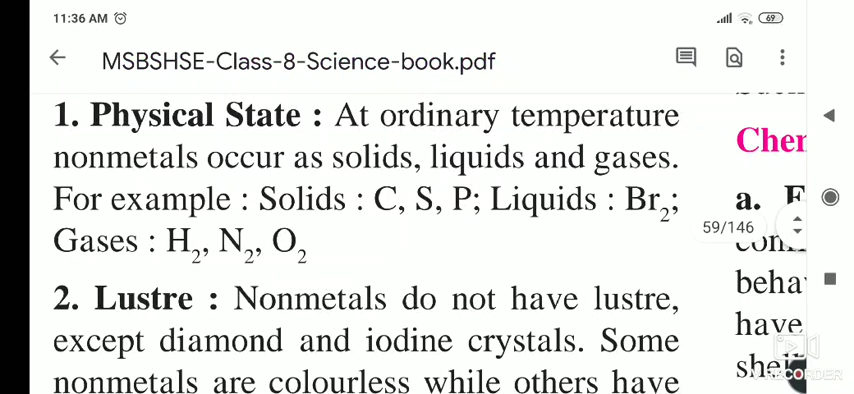 11:36 AM
69
MSBSHSE-Class-8-Science-book.pdf
1. Physical State : At ordinary temperature
nonmetals occur as solids, liquids and gases.
For example : Solids : C, S, P; Liquids : Br₂;
Gases : H₂, N₂, O₂
2. Lustre : Nonmetals do not have lustre,
except diamond and iodine crystals. Some
nonmetals are colourless while others have
a.
59/146
have
RECORDER